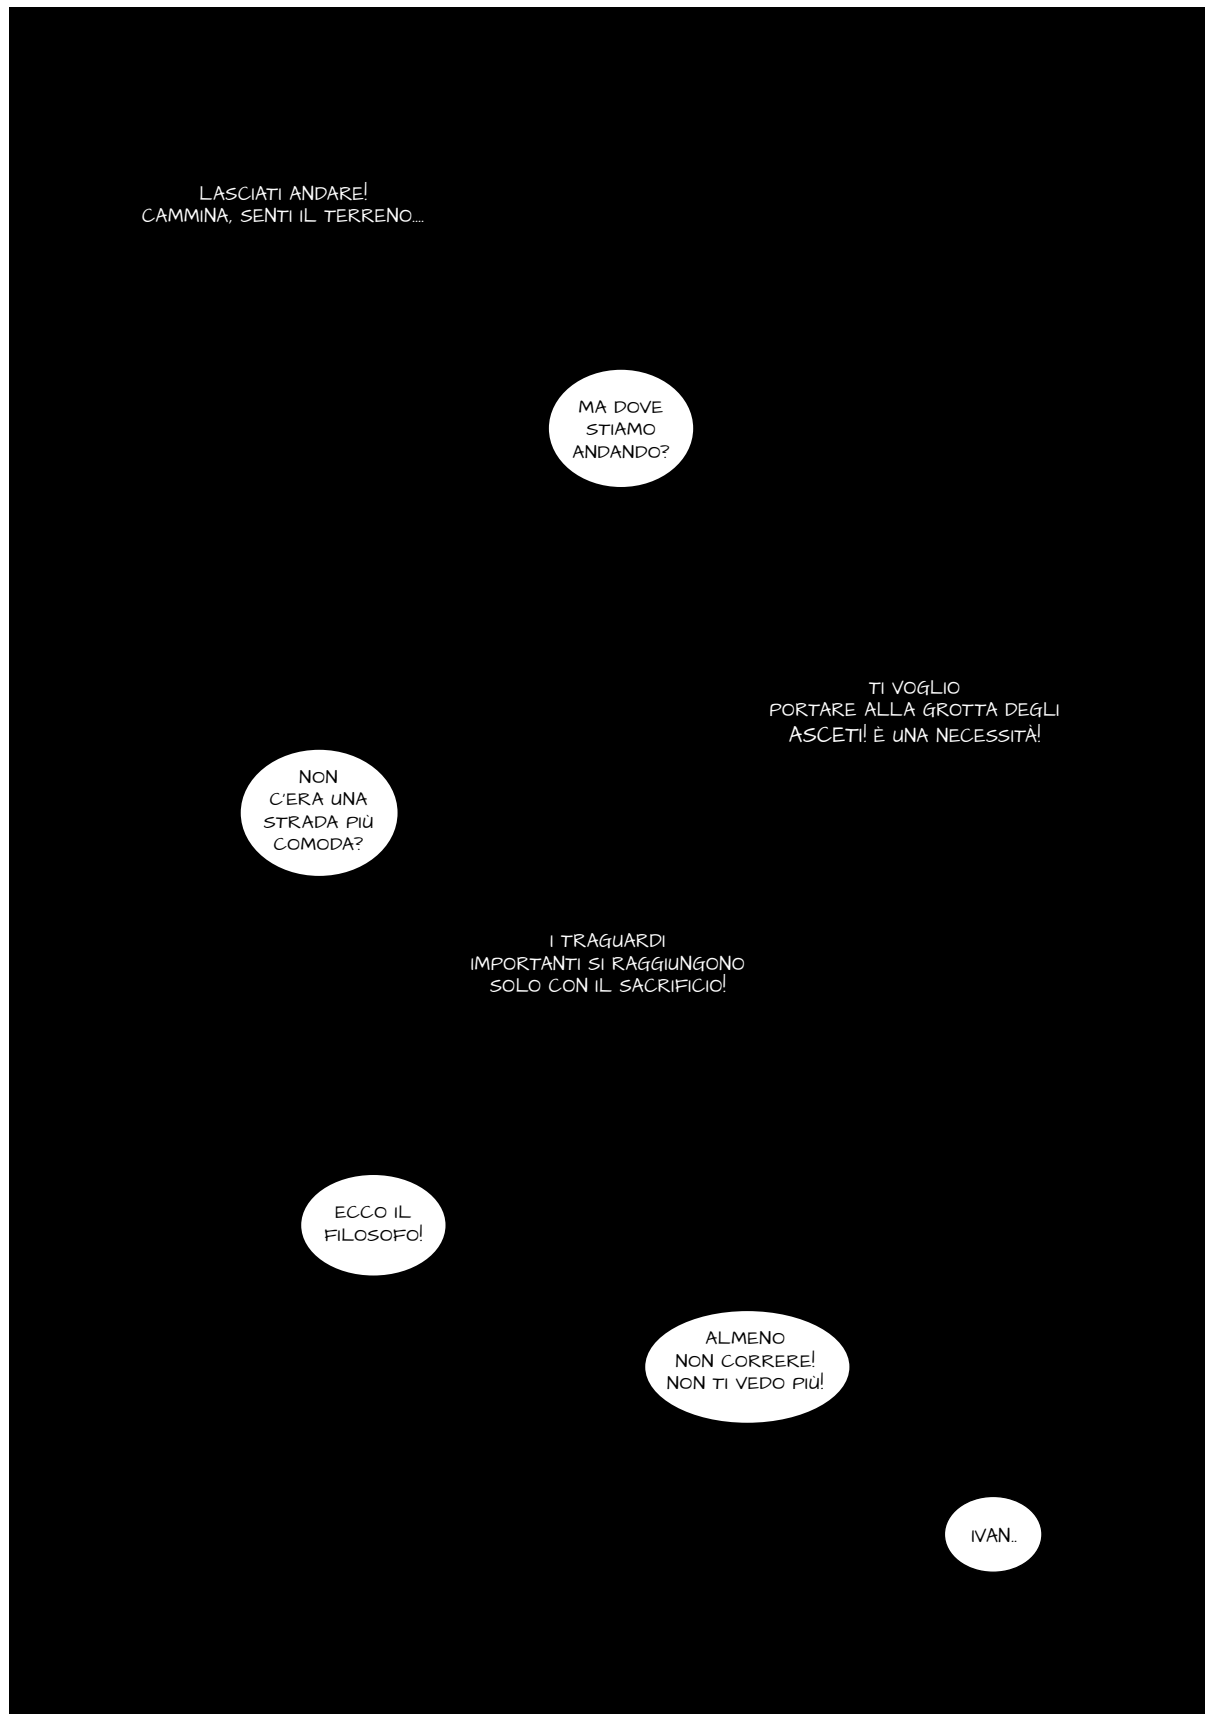 LASCIATI ANDARE!
CAMMINA, SENTI IL TERRENO....
MA DOVE
STIAMO
ANDANDO?
TI VOGLIO
PORTARE ALLA GROTTA DEGLI
ASCETI! È UNA NECESSITÀ!
NON
C'ERA UNA
STRADA PIÙ
COMODA?
I TRAGUARDI
IMPORTANTI SI RAGGIUNGONO
SOLO CON IL SACRIFICIO!
ECCO IL
FILOSOFO!
ALMENO
NON CORRERE!
NON TI VEDO PIÙ!
IVAN..